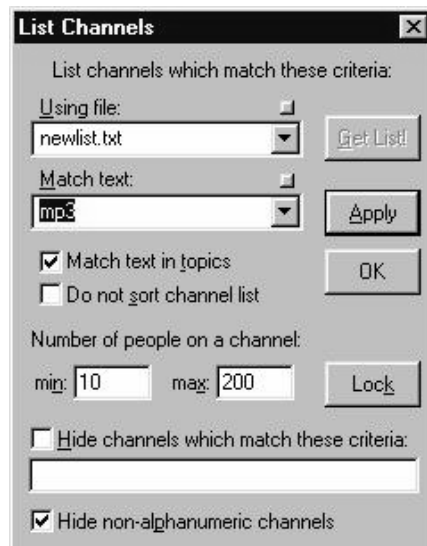 List Channels
List channels which match these criteria:
Using file:
newlist.txt
Get List!
Match text:
mp3
Apply
Match text in topics
OK
Do not sort channel list
Number of people on a channel:
min: 10 max: 200 Lock
Hide channels which match these criteria:
Hide non-alphanumeric channels